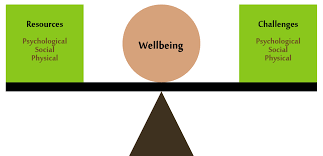 Resources
Psychological
Social
Physical
Wellbeing
Challenges
Psychological
Social
Physical